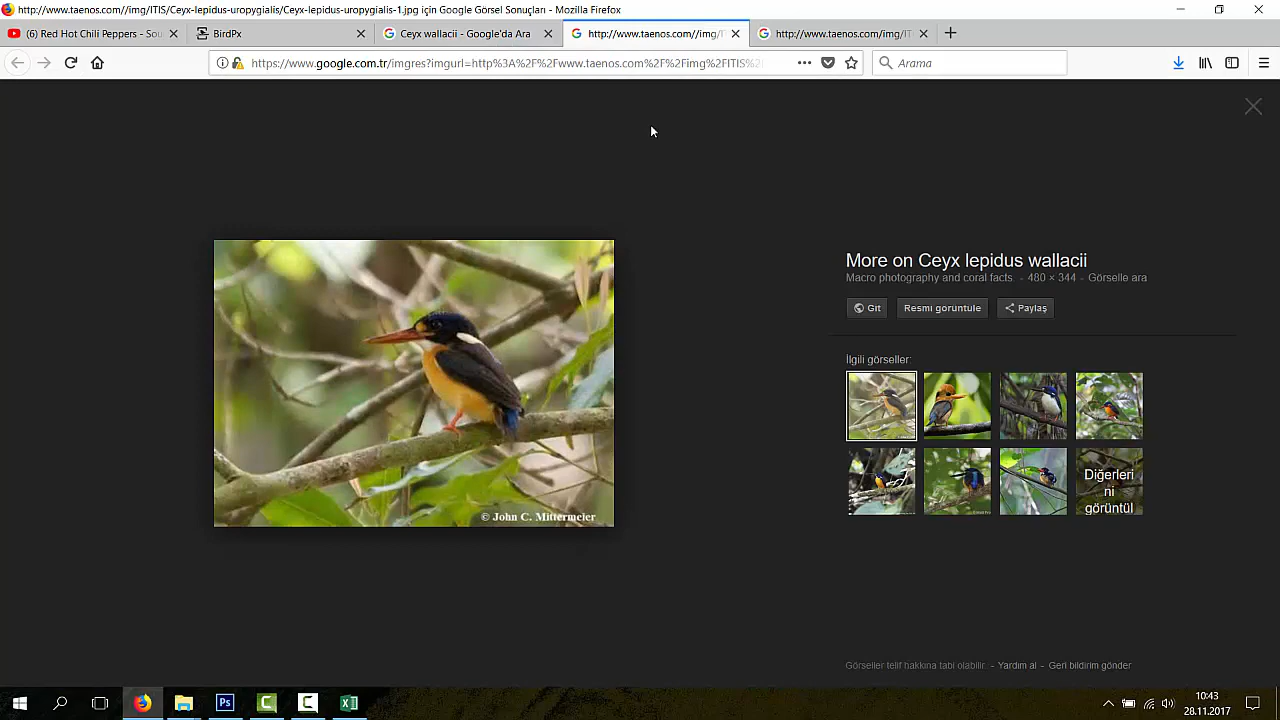 http://www.taenos.com//img/ITIS/Ceyx-lepidus-uropygialis/Ceyx-lepidus-uropygialis-1.jpg için Google Görsel Sonuçları - Mozilla Firefox
(6) Red Hot Chili Peppers - Sou
BirdPx
Ceyx wallacii - Google'da Ara
http://www.taenos.com//img/IT
http://www.taenos.com//img/IT
https://www.google.com.tr/imgres?imgurl=http%3A%2F%2Fwww.taenos.com%2F%2Fimg%2FITIS%2
Arama
More on Ceyx lepidus wallacii
Macro photography and coral facts. - 480 × 344 - Görselle ara
Git
Resmi görüntüle
Paylaş
İlgili görseller:
Diğerleri
ni
görüntül
© John C. Mittermeier
Görseller telif hakkına tabi olabilir. - Yardım al - Geri bildirim gönder
Ps
C
C
X
10:43
28.11.2017